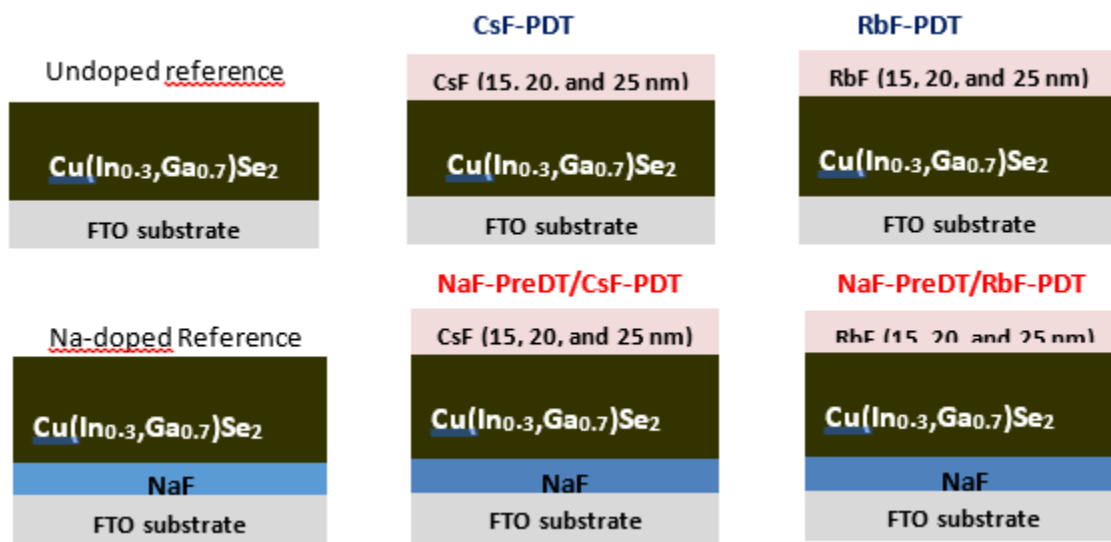 CsF-PDT
RbF-PDT
Undoped reference
CsF (15, 20, and 25 nm)
RbF (15, 20, and 25 nm)
Cu(In₀.₃,Ga₀.₇)Se₂
Cu(In₀.₃,Ga₀.₇)Se₂
Cu(In₀.₃,Ga₀.₇)Se₂
FTO substrate
FTO substrate
FTO substrate
NaF-PreDT/CsF-PDT
NaF-PreDT/RbF-PDT
Na-doped Reference
CsF (15, 20, and 25 nm)
RbF (15, 20, and 25 nm)
Cu(In₀.₃,Ga₀.₇)Se₂
Cu(In₀.₃,Ga₀.₇)Se₂
Cu(In₀.₃,Ga₀.₇)Se₂
NaF
NaF
NaF
FTO substrate
FTO substrate
FTO substrate